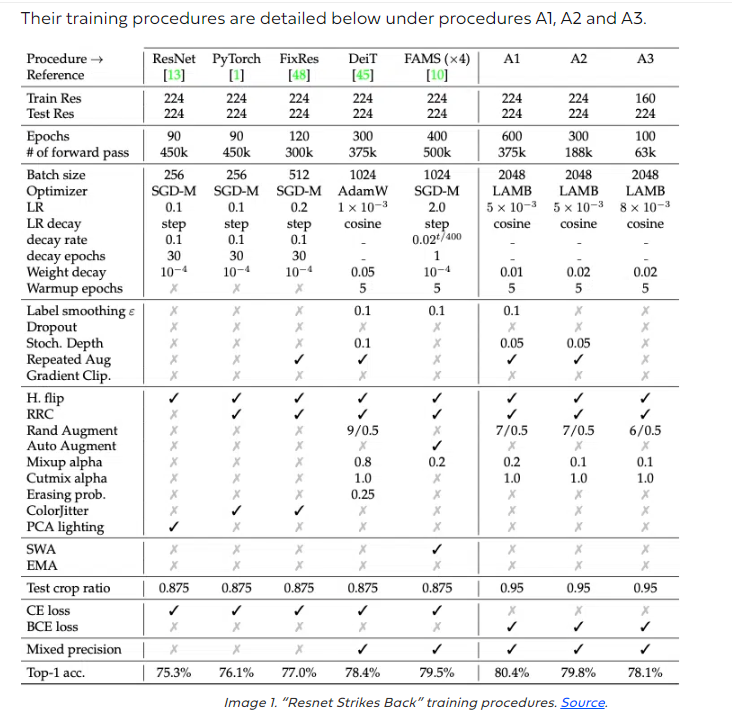 Their training procedures are detailed below under procedures A1, A2 and A3.
Procedure → ResNet PyTorch FixRes DeiT FAMS (×4) A1 A2 A3
Reference [13] [1] [48] [45] [10]
Train Res 224 224 224 224 224 224 224 160
Test Res 224 224 224 224 224 224 224 224
Epochs 90 90 120 300 400 600 300 100
# of forward pass 450k 450k 300k 375k 500k 375k 188k 63k
Batch size 256 256 512 1024 1024 2048 2048 2048
Optimizer SGD-M SGD-M SGD-M AdamW SGD-M LAMB LAMB LAMB
LR 0.1 0.1 0.2 1 × 10⁻³ 2.0 5 × 10⁻³ 5 × 10⁻³ 8 × 10⁻³
LR decay step step step cosine step cosine cosine cosine
decay rate 0.1 0.1 0.1 - 0.02^t/400 - - -
decay epochs 30 30 30 - 1 - - -
Weight decay 10⁻⁴ 10⁻⁴ 10⁻⁴ 0.05 10⁻⁴ 0.01 0.02 0.02
Warmup epochs ✗ ✗ ✗ 5 5 5 5 5
Label smoothing ε ✗ ✗ ✗ 0.1 0.1 0.1 ✗ ✗
Dropout ✗ ✗ ✗ ✗ ✗ ✗ ✗ ✗
Stoch. Depth ✗ ✗ ✗ 0.1 ✗ 0.05 0.05 ✗
Repeated Aug ✗ ✗ ✓ ✓ ✗ ✓ ✓ ✗
Gradient Clip. ✗ ✗ ✗ ✗ ✗ ✗ ✗ ✗
H. flip ✓ ✓ ✓ ✓ ✓ ✓ ✓ ✓
RRC ✗ ✓ ✓ ✓ ✓ ✓ ✓ ✓
Rand Augment ✗ ✗ ✗ 9/0.5 ✗ 7/0.5 7/0.5 6/0.5
Auto Augment ✗ ✗ ✗ ✗ ✓ ✗ ✗ ✗
Mixup alpha ✗ ✗ ✗ 0.8 0.2 0.2 0.1 0.1
Cutmix alpha ✗ ✗ ✗ 1.0 ✗ 1.0 1.0 1.0
Erasing prob. ✗ ✗ ✗ 0.25 ✗ ✗ ✗ ✗
ColorJitter ✗ ✓ ✓ ✗ ✗ ✗ ✗ ✗
PCA lighting ✓ ✗ ✗ ✗ ✗ ✗ ✗ ✗
SWA ✗ ✗ ✗ ✗ ✓ ✗ ✗ ✗
EMA ✗ ✗ ✗ ✗ ✗ ✗ ✗ ✗
Test crop ratio 0.875 0.875 0.875 0.875 0.875 0.95 0.95 0.95
CE loss ✓ ✓ ✓ ✓ ✓ ✗ ✗ ✗
BCE loss ✗ ✗ ✗ ✗ ✗ ✓ ✓ ✓
Mixed precision ✗ ✗ ✗ ✓ ✓ ✓ ✓ ✓
Top-1 acc. 75.3% 76.1% 77.0% 78.4% 79.5% 80.4% 79.8% 78.1%
Image 1. "Resnet Strikes Back" training procedures. Source.